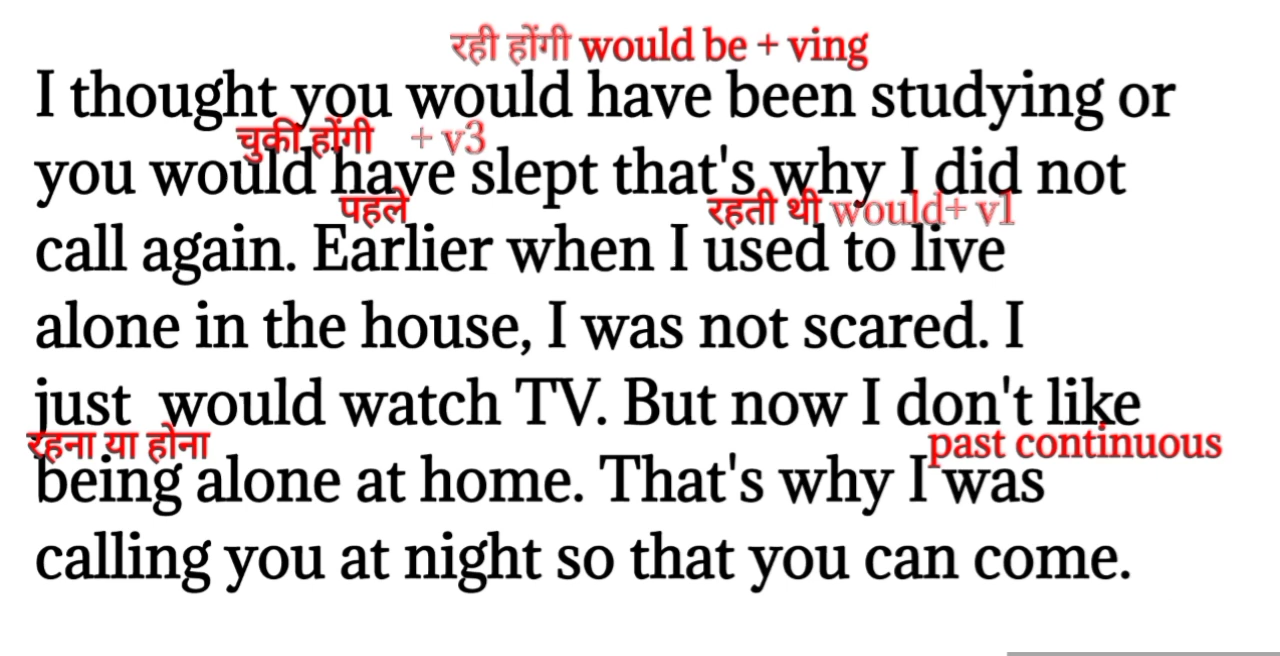 रही होंगी would be + ving
I thought you would have been studying or
चुकी होंगी + v3
you would have slept that's why I did not
पहले रहती थी would+ v1
call again. Earlier when I used to live
alone in the house, I was not scared. I
just would watch TV. But now I don't like
रहना या होना past continuous
being alone at home. That's why I was
calling you at night so that you can come.